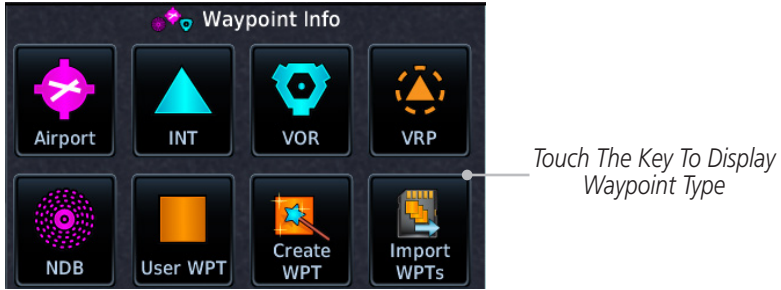 Waypoint Info
Airport
INT
VOR
VRP
Touch The Key To Display
Waypoint Type
NDB
User WPT
Create
WPT
Import
WPTs